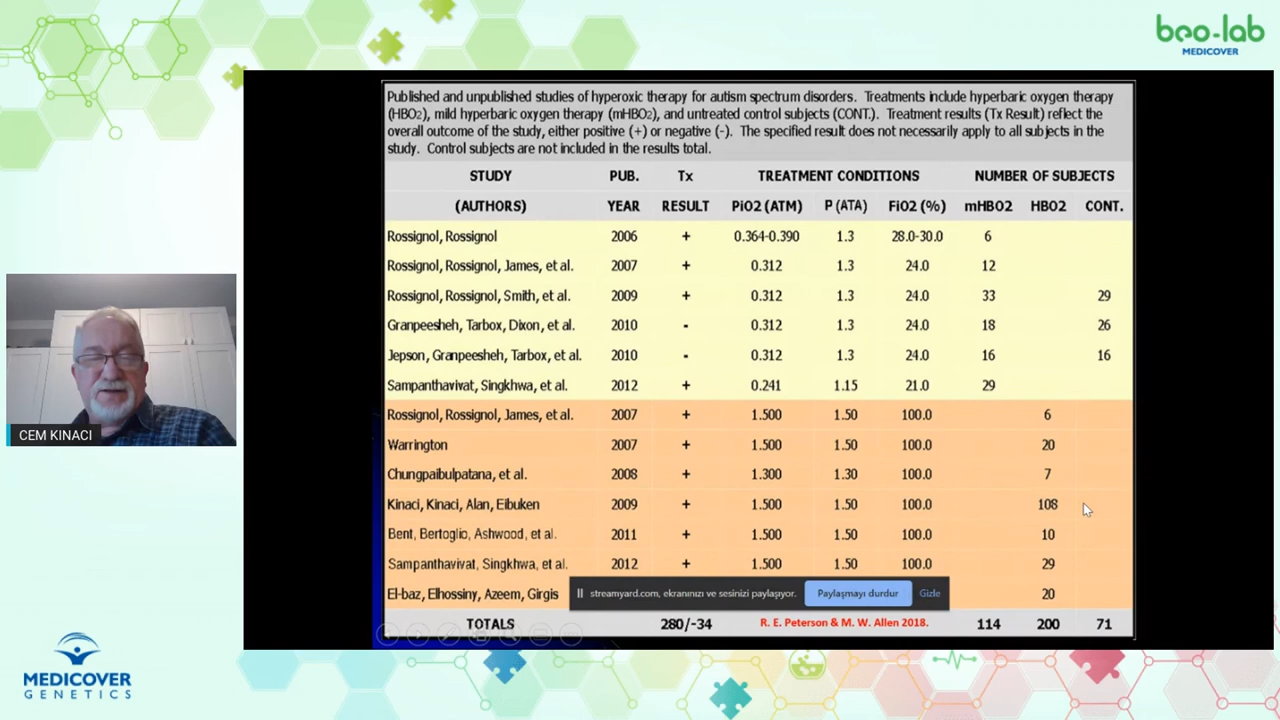 beo-lab
MEDICOVER
Published and unpublished studies of hyperoxic therapy for autism spectrum disorders. Treatments include hyperbaric oxygen therapy
(HBO2), mild hyperbaric oxygen therapy (mHBO2), and untreated control subjects (CONT.). Treatment results (Tx Result) reflect the
overall outcome of the study, either positive (+) or negative (-). The specified result does not necessarily apply to all subjects in the
study. Control subjects are not included in the results total.
STUDY PUB. Tx TREATMENT CONDITIONS NUMBER OF SUBJECTS
(AUTHORS) YEAR RESULT PiO2 (ATM) P (ATA) FiO2 (%) mHBO2 HBO2 CONT.
Rossignol, Rossignol 2006 + 0.364-0.390 1.3 28.0-30.0 6
Rossignol, Rossignol, James, et al. 2007 + 0.312 1.3 24.0 12
Rossignol, Rossignol, Smith, et al. 2009 + 0.312 1.3 24.0 33 29
Granpeesheh, Tarbox, Dixon, et al. 2010 - 0.312 1.3 24.0 18 26
Jepson, Granpeesheh, Tarbox, et al. 2010 - 0.312 1.3 24.0 16 16
Sampanthavivat, Singkhwa, et al. 2012 + 0.241 1.15 21.0 29
Rossignol, Rossignol, James, et al. 2007 + 1.500 1.50 100.0 6
Warrington 2007 + 1.500 1.50 100.0 20
Chungpaibulpatana, et al. 2008 + 1.300 1.30 100.0 7
Kinaci, Kinaci, Alan, Eibuken 2009 + 1.500 1.50 100.0 108
Bent, Bertoglio, Ashwood, et al. 2011 + 1.500 1.50 100.0 10
Sampanthavivat, Singkhwa, et al. 2012 + 1.500 1.50 100.0 29
El-baz, Elhossiny, Azeem, Girgis 20
streamyard.com, ekranınızı ve sesinizi paylaşıyor. Paylaşmayı durdur Gizle
TOTALS 280/-34 R. E. Peterson & M. W. Allen 2018. 114 200 71
CEM KINACI
MEDICOVER
GENETICS